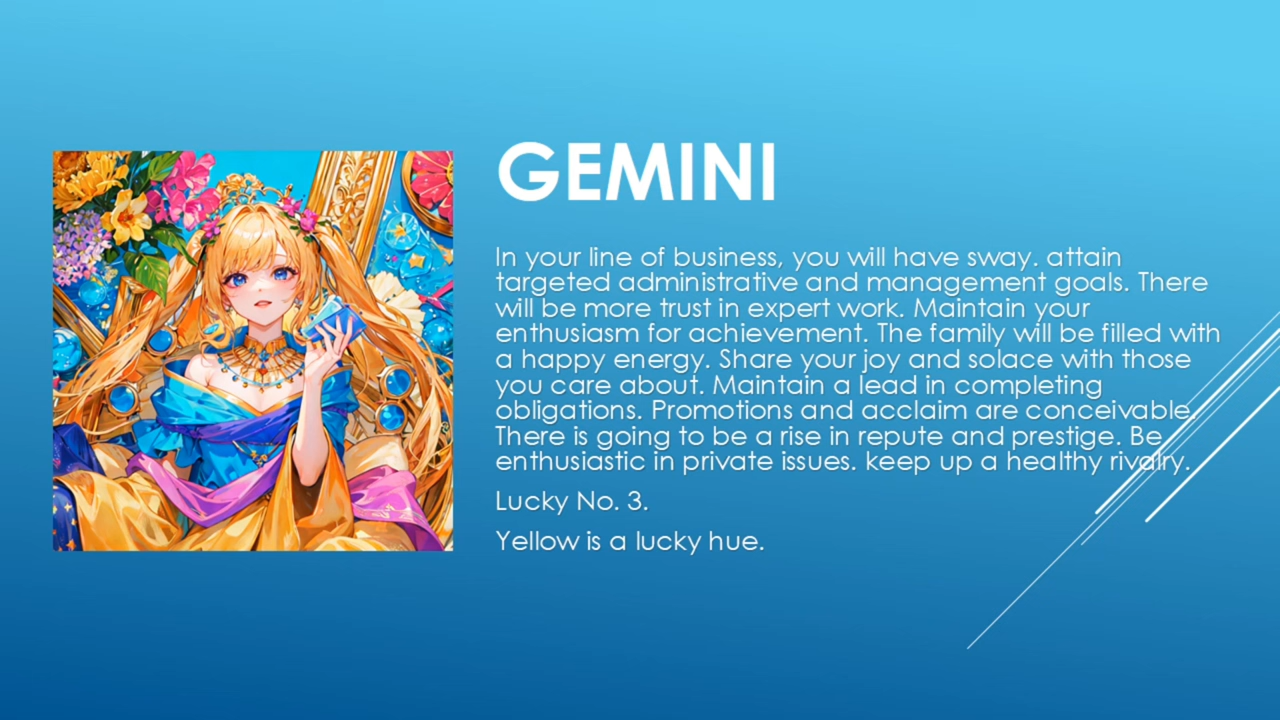 GEMINI
In your line of business, you will have sway. attain
targeted administrative and management goals. There
will be more trust in expert work. Maintain your
enthusiasm for achievement. The family will be filled with
a happy energy. Share your joy and solace with those
you care about. Maintain a lead in completing
obligations. Promotions and acclaim are conceivable.
There is going to be a rise in repute and prestige. Be
enthusiastic in private issues. keep up a healthy rivalry.
Lucky No. 3.
Yellow is a lucky hue.